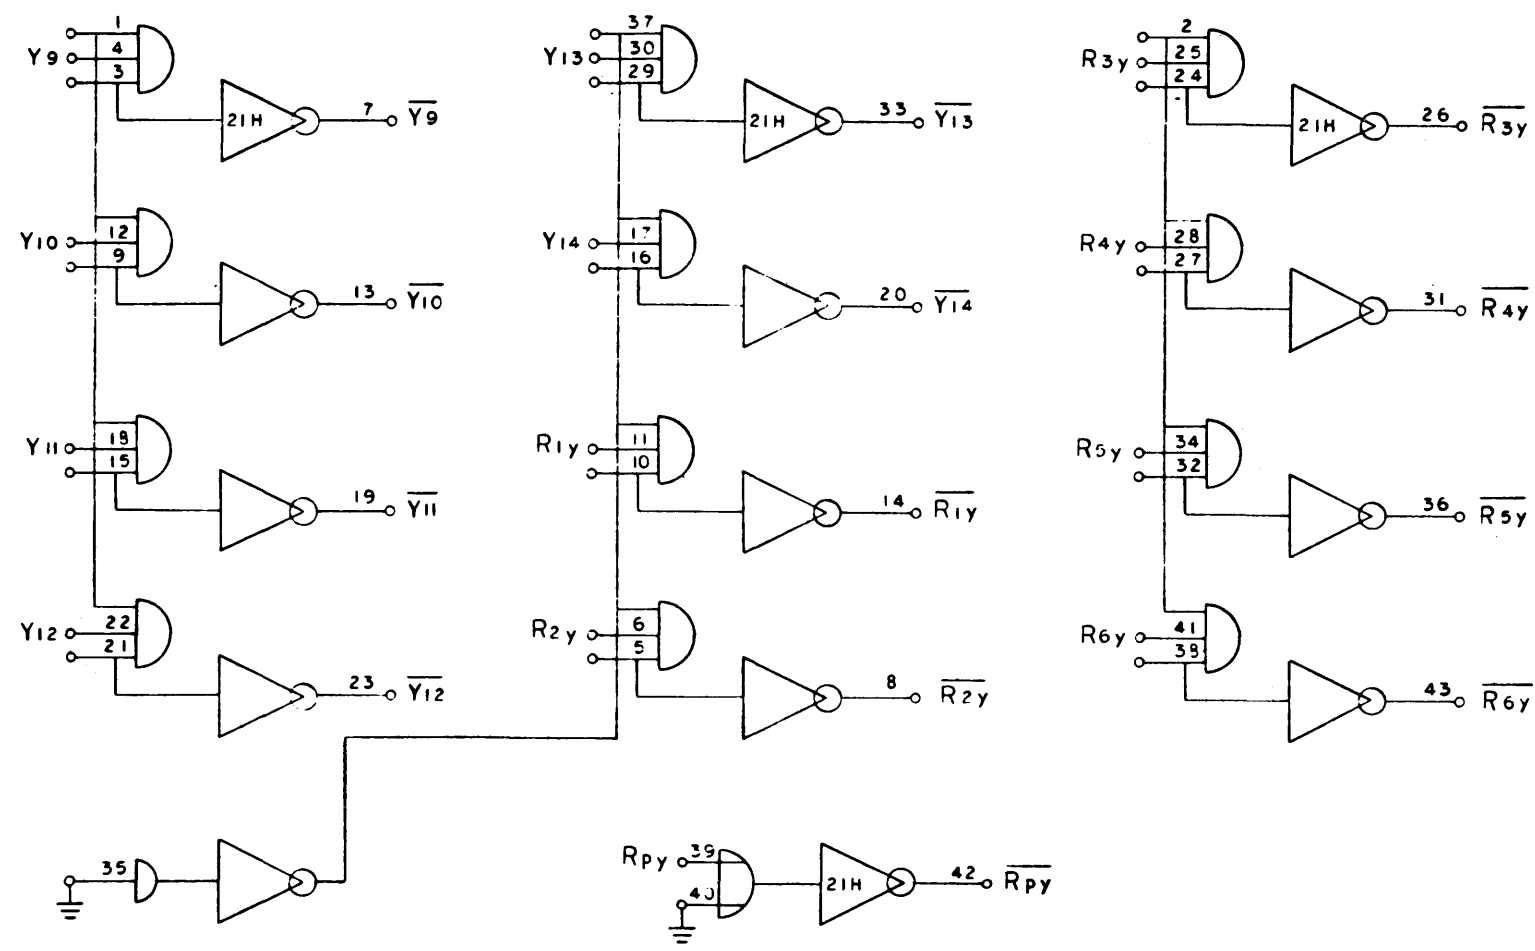 1
Y9 4
3
21H 7 Y9
Y10 12
9
13 Y10
Y11 18
15
19 Y11
Y12 22
21
23 Y12
35
37
Y13 30
29
21H 33 Y13
Y14 17
16
20 Y14
R1y 11
10
14 R1y
R2y 6
5
8 R2y
Rpy 39
40
21H 42 Rpy
2
R3y 25
24
21H 26 R3y
R4y 28
27
31 R4y
R5y 34
32
36 R5y
R6y 41
38
43 R6y